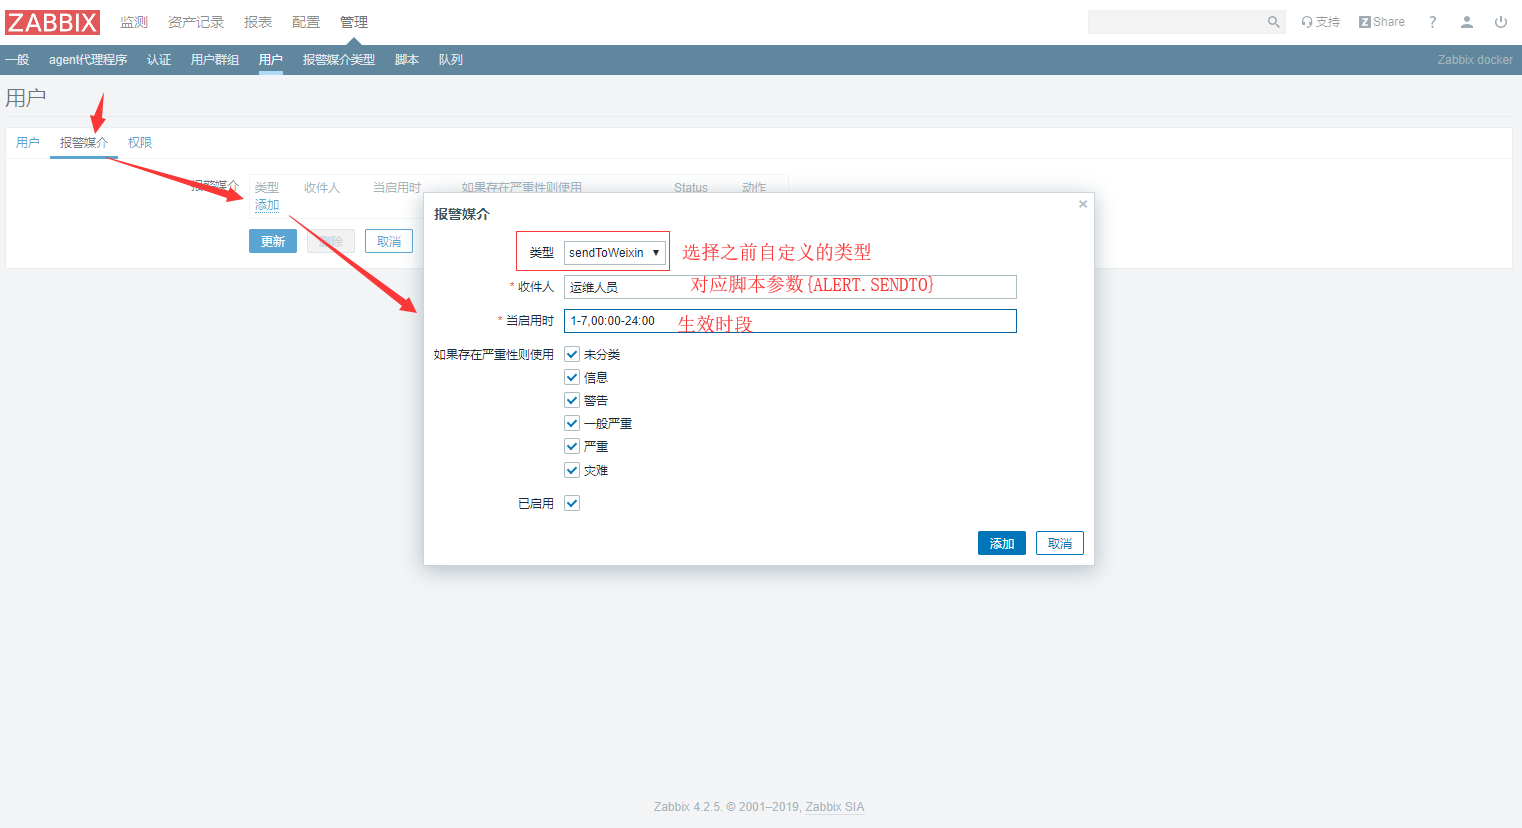 ZABBIX 监测 资产记录 报表 配置 管理 支持 Z Share ?
一般 agent代理程序 认证 用户群组 用户 报警媒介类型 脚本 队列 Zabbix docker
用户
用户 报警媒介 权限
报警媒介 类型 收件人 当启用时 如果存在严重性则使用 Status 动作
添加
更新 删除 取消
报警媒介
类型 sendToWeixin 选择之前自定义的类型
* 收件人 运维人员 对应脚本参数{ALERT.SENDTO}
* 当启用时 1-7,00:00-24:00 生效时段
如果存在严重性则使用 未分类
信息
警告
一般严重
严重
灾难
已启用
添加 取消
Zabbix 4.2.5. © 2001–2019, Zabbix SIA